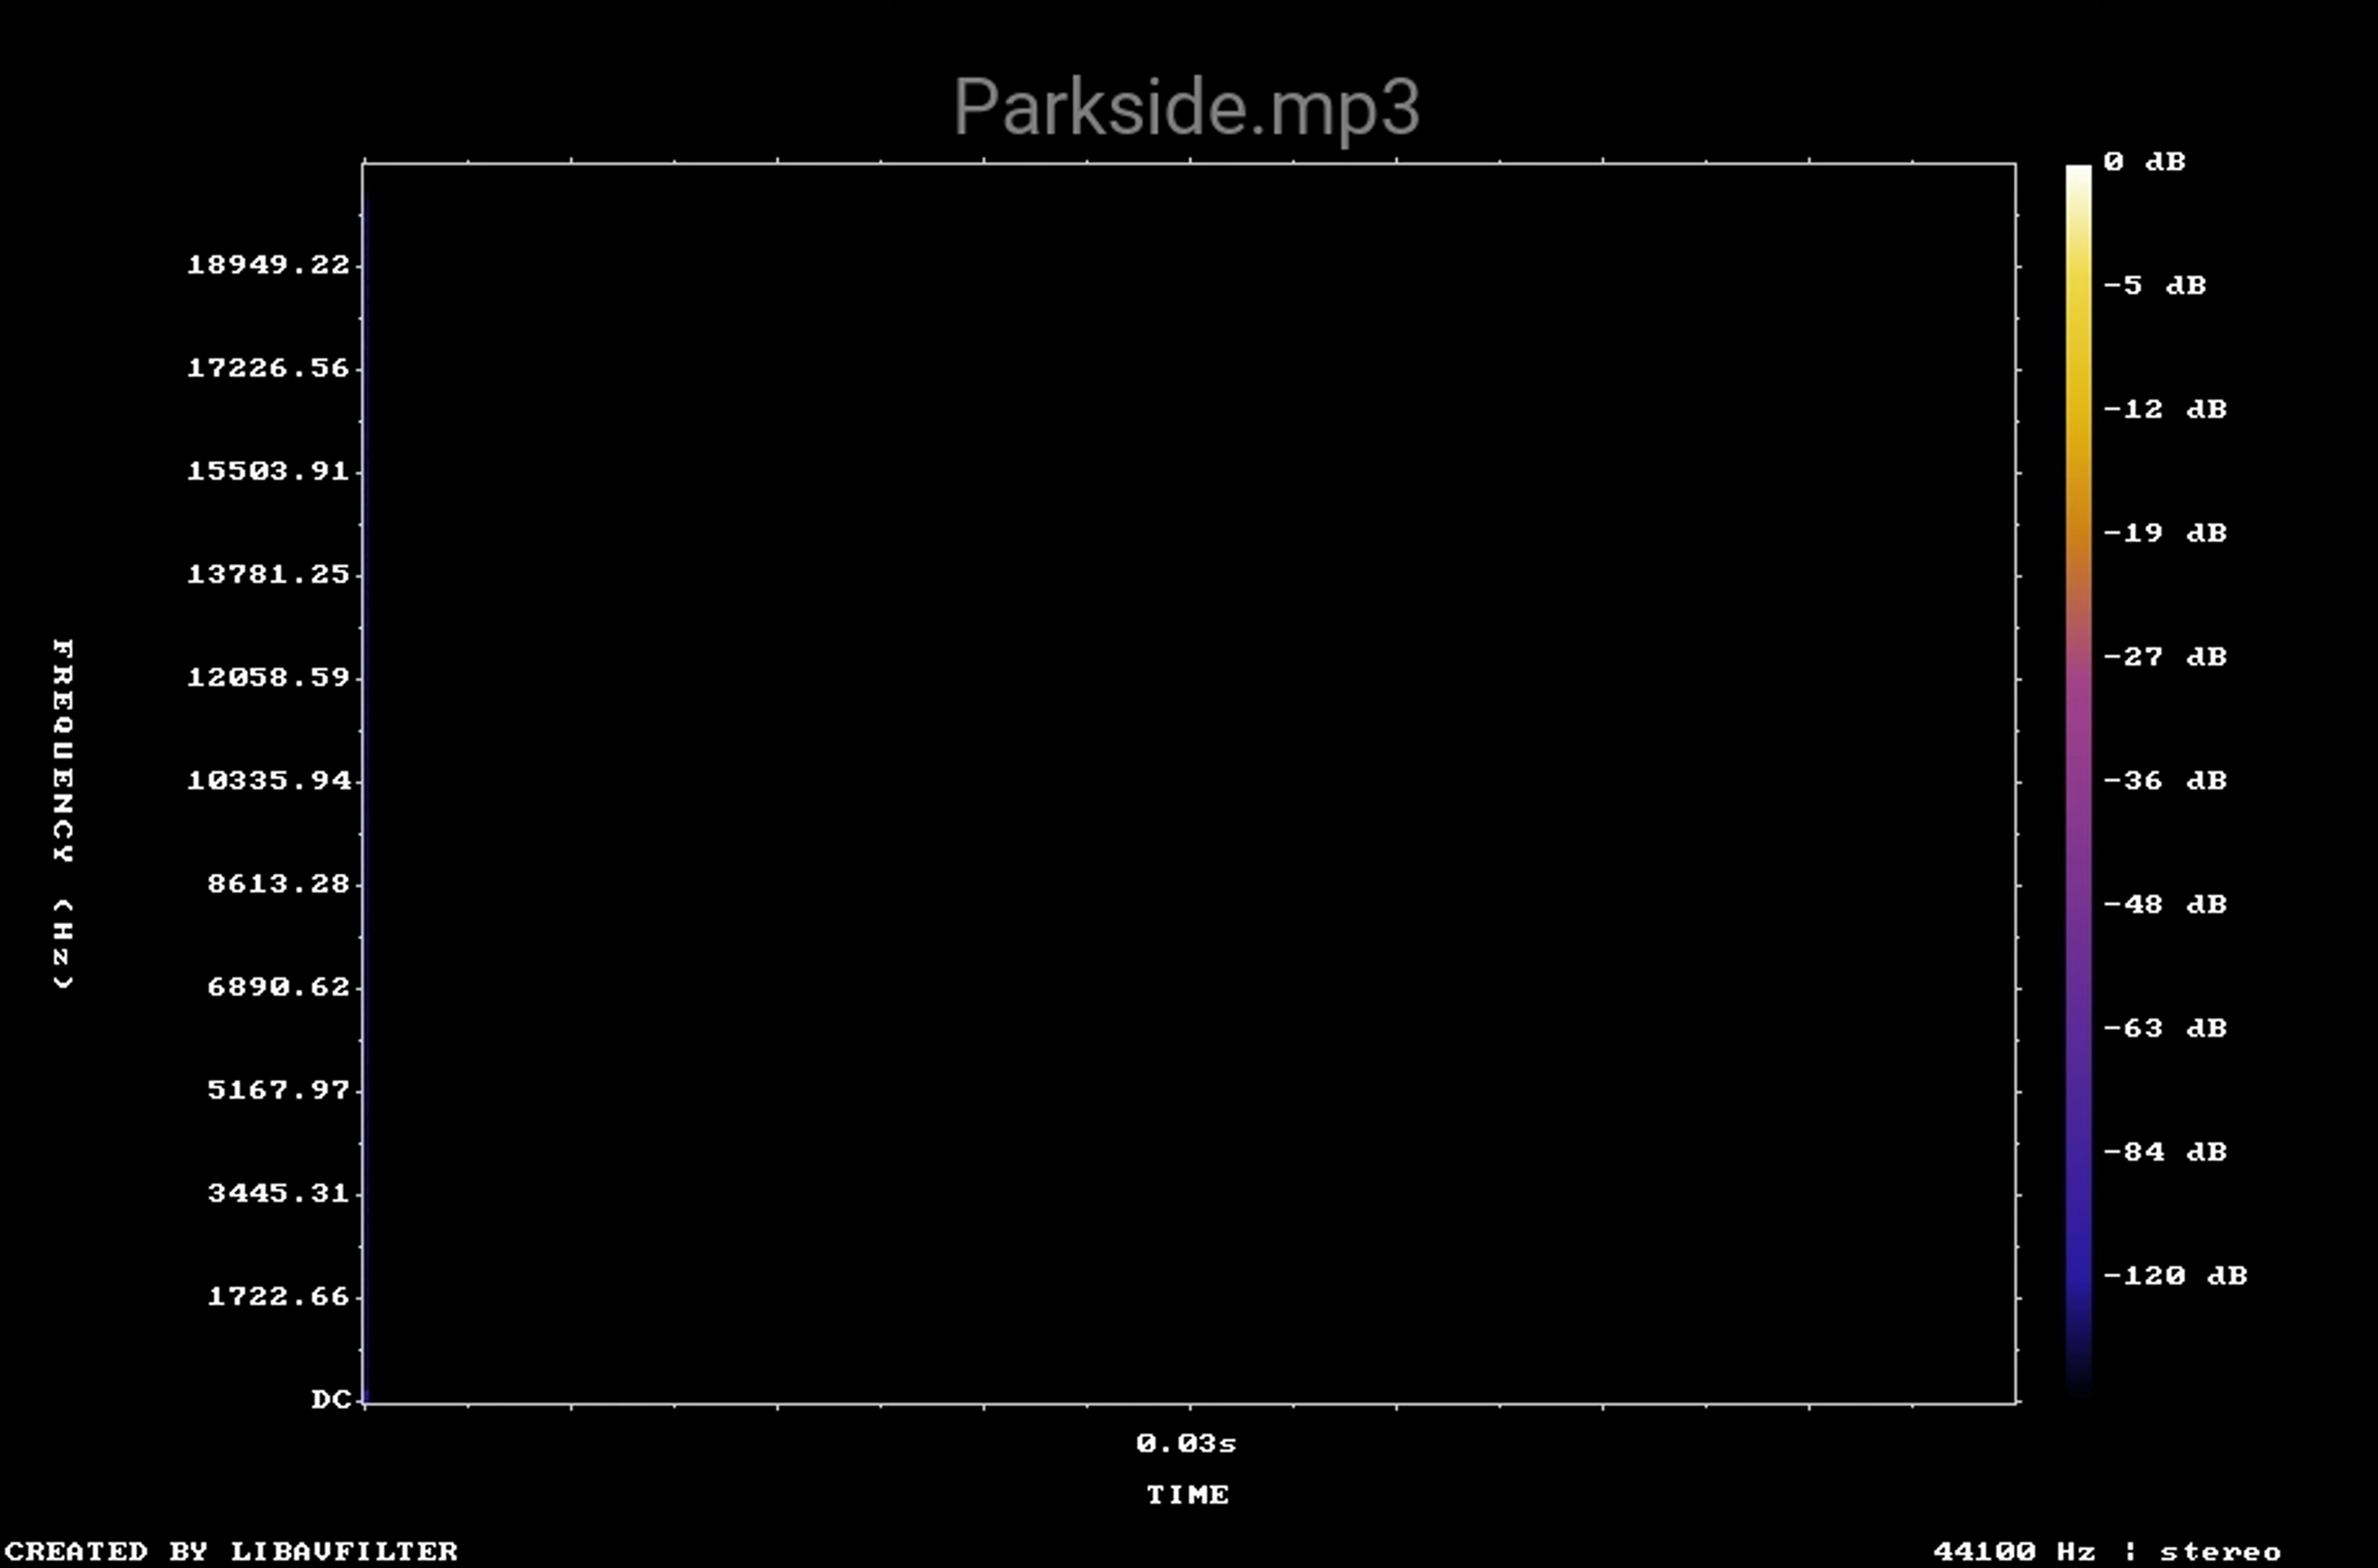 Parkside.mp3
0 dB
18949.22
-5 dB
17226.56
-12 dB
15503.91
-19 dB
13781.25
-27 dB
12058.59
10335.94
-36 dB
8613.28
-48 dB
6890.62
-63 dB
5167.97
-84 dB
3445.31
-120 dB
1722.66
DC
FREQUENCY (Hz)
0.03s
TIME
CREATED BY LIBAVFILTER
44100 Hz | stereo